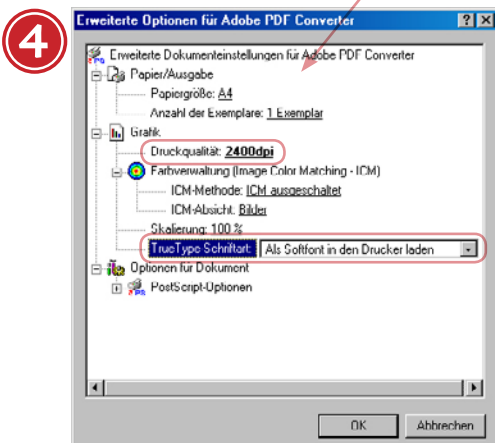 4
Erweiterte Optionen für Adobe PDF Converter
Erweiterte Dokumenteinstellungen für Adobe PDF Converter
Papier/Ausgabe
Papiergröße: A4
Anzahl der Exemplare: 1 Exemplar
Grafik
Druckqualität: 2400dpi
Farbverwaltung (Image Color Matching - ICM)
ICM-Methode: ICM ausgeschaltet
ICM-Absicht: Bilder
Skalierung: 100 %
TrueType Schriftart: Als Softfont in den Drucker laden
Optionen für Dokument
PostScript-Optionen
OK Abbrechen